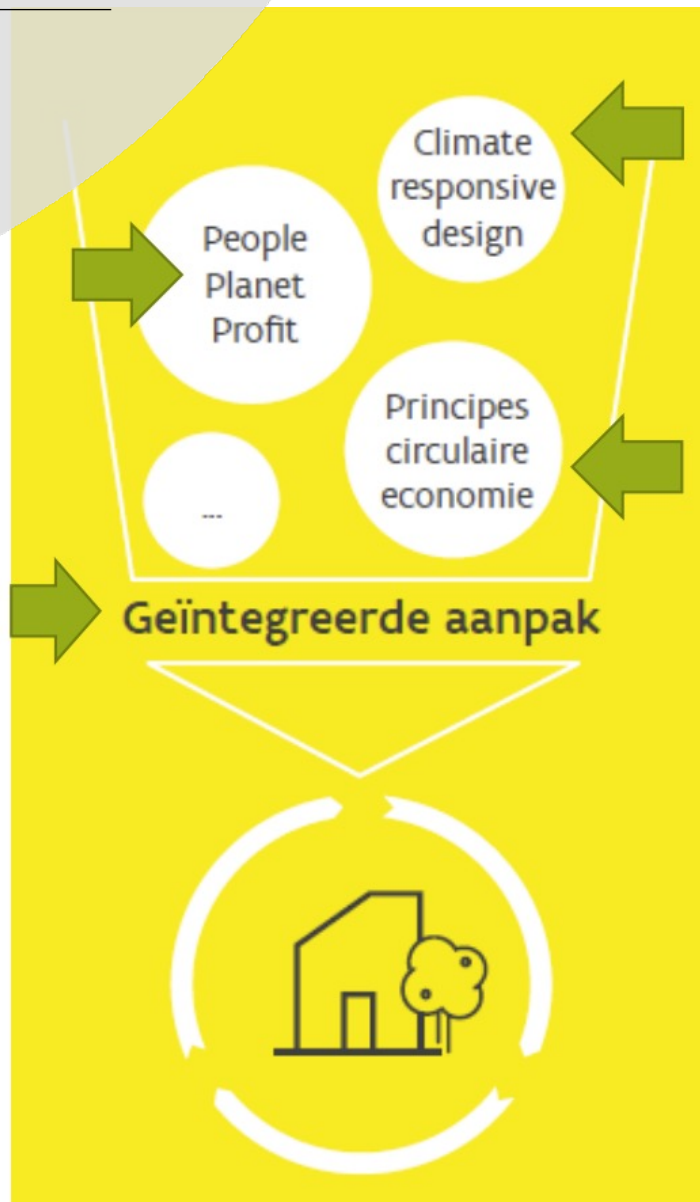 Climate
responsive
design
People
Planet
Profit
Principes
circulaire
economie
...
Geïntegreerde aanpak